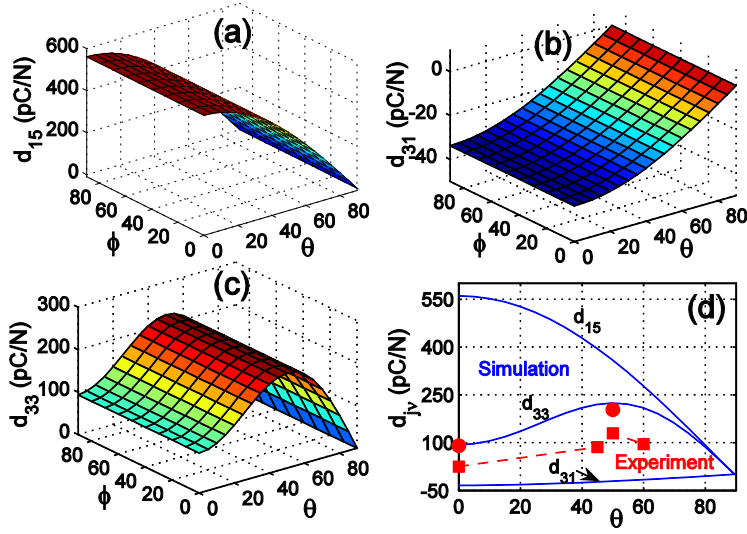 (a)
600
400
200
0
d15 (pC/N)
80
60
40
20
0
ϕ
0
20
40
60
80
θ
(b)
0
-20
-40
d31 (pC/N)
80
60
40
20
0
ϕ
0
20
40
60
80
θ
(c)
300
200
100
0
d33 (pC/N)
80
60
40
20
0
ϕ
0
20
40
60
80
θ
(d)
550
400
250
100
-50
djν (pC/N)
d15
Simulation
d33
Experiment
d31
0
20
40
60
80
θ